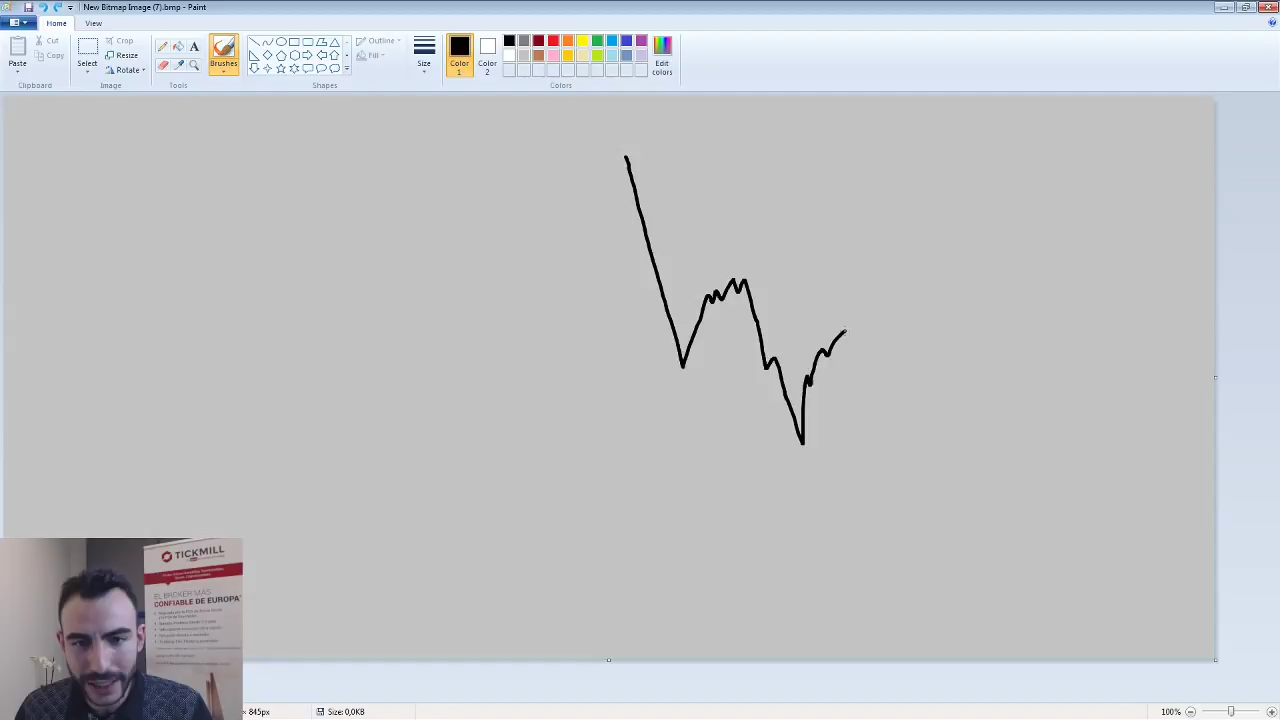 New Bitmap Image (7).bmp - Paint
Home
View
Paste
Cut
Copy
Clipboard
Select
Crop
Resize
Rotate
Image
A
Tools
Brushes
Outline
Fill
Shapes
Size
Color 1
Color 2
Edit colors
Colors
TICKMILL
EL BROKER MÁS
CONFIABLE DE EUROPA*
× 845px
Size: 0,0KB
100%